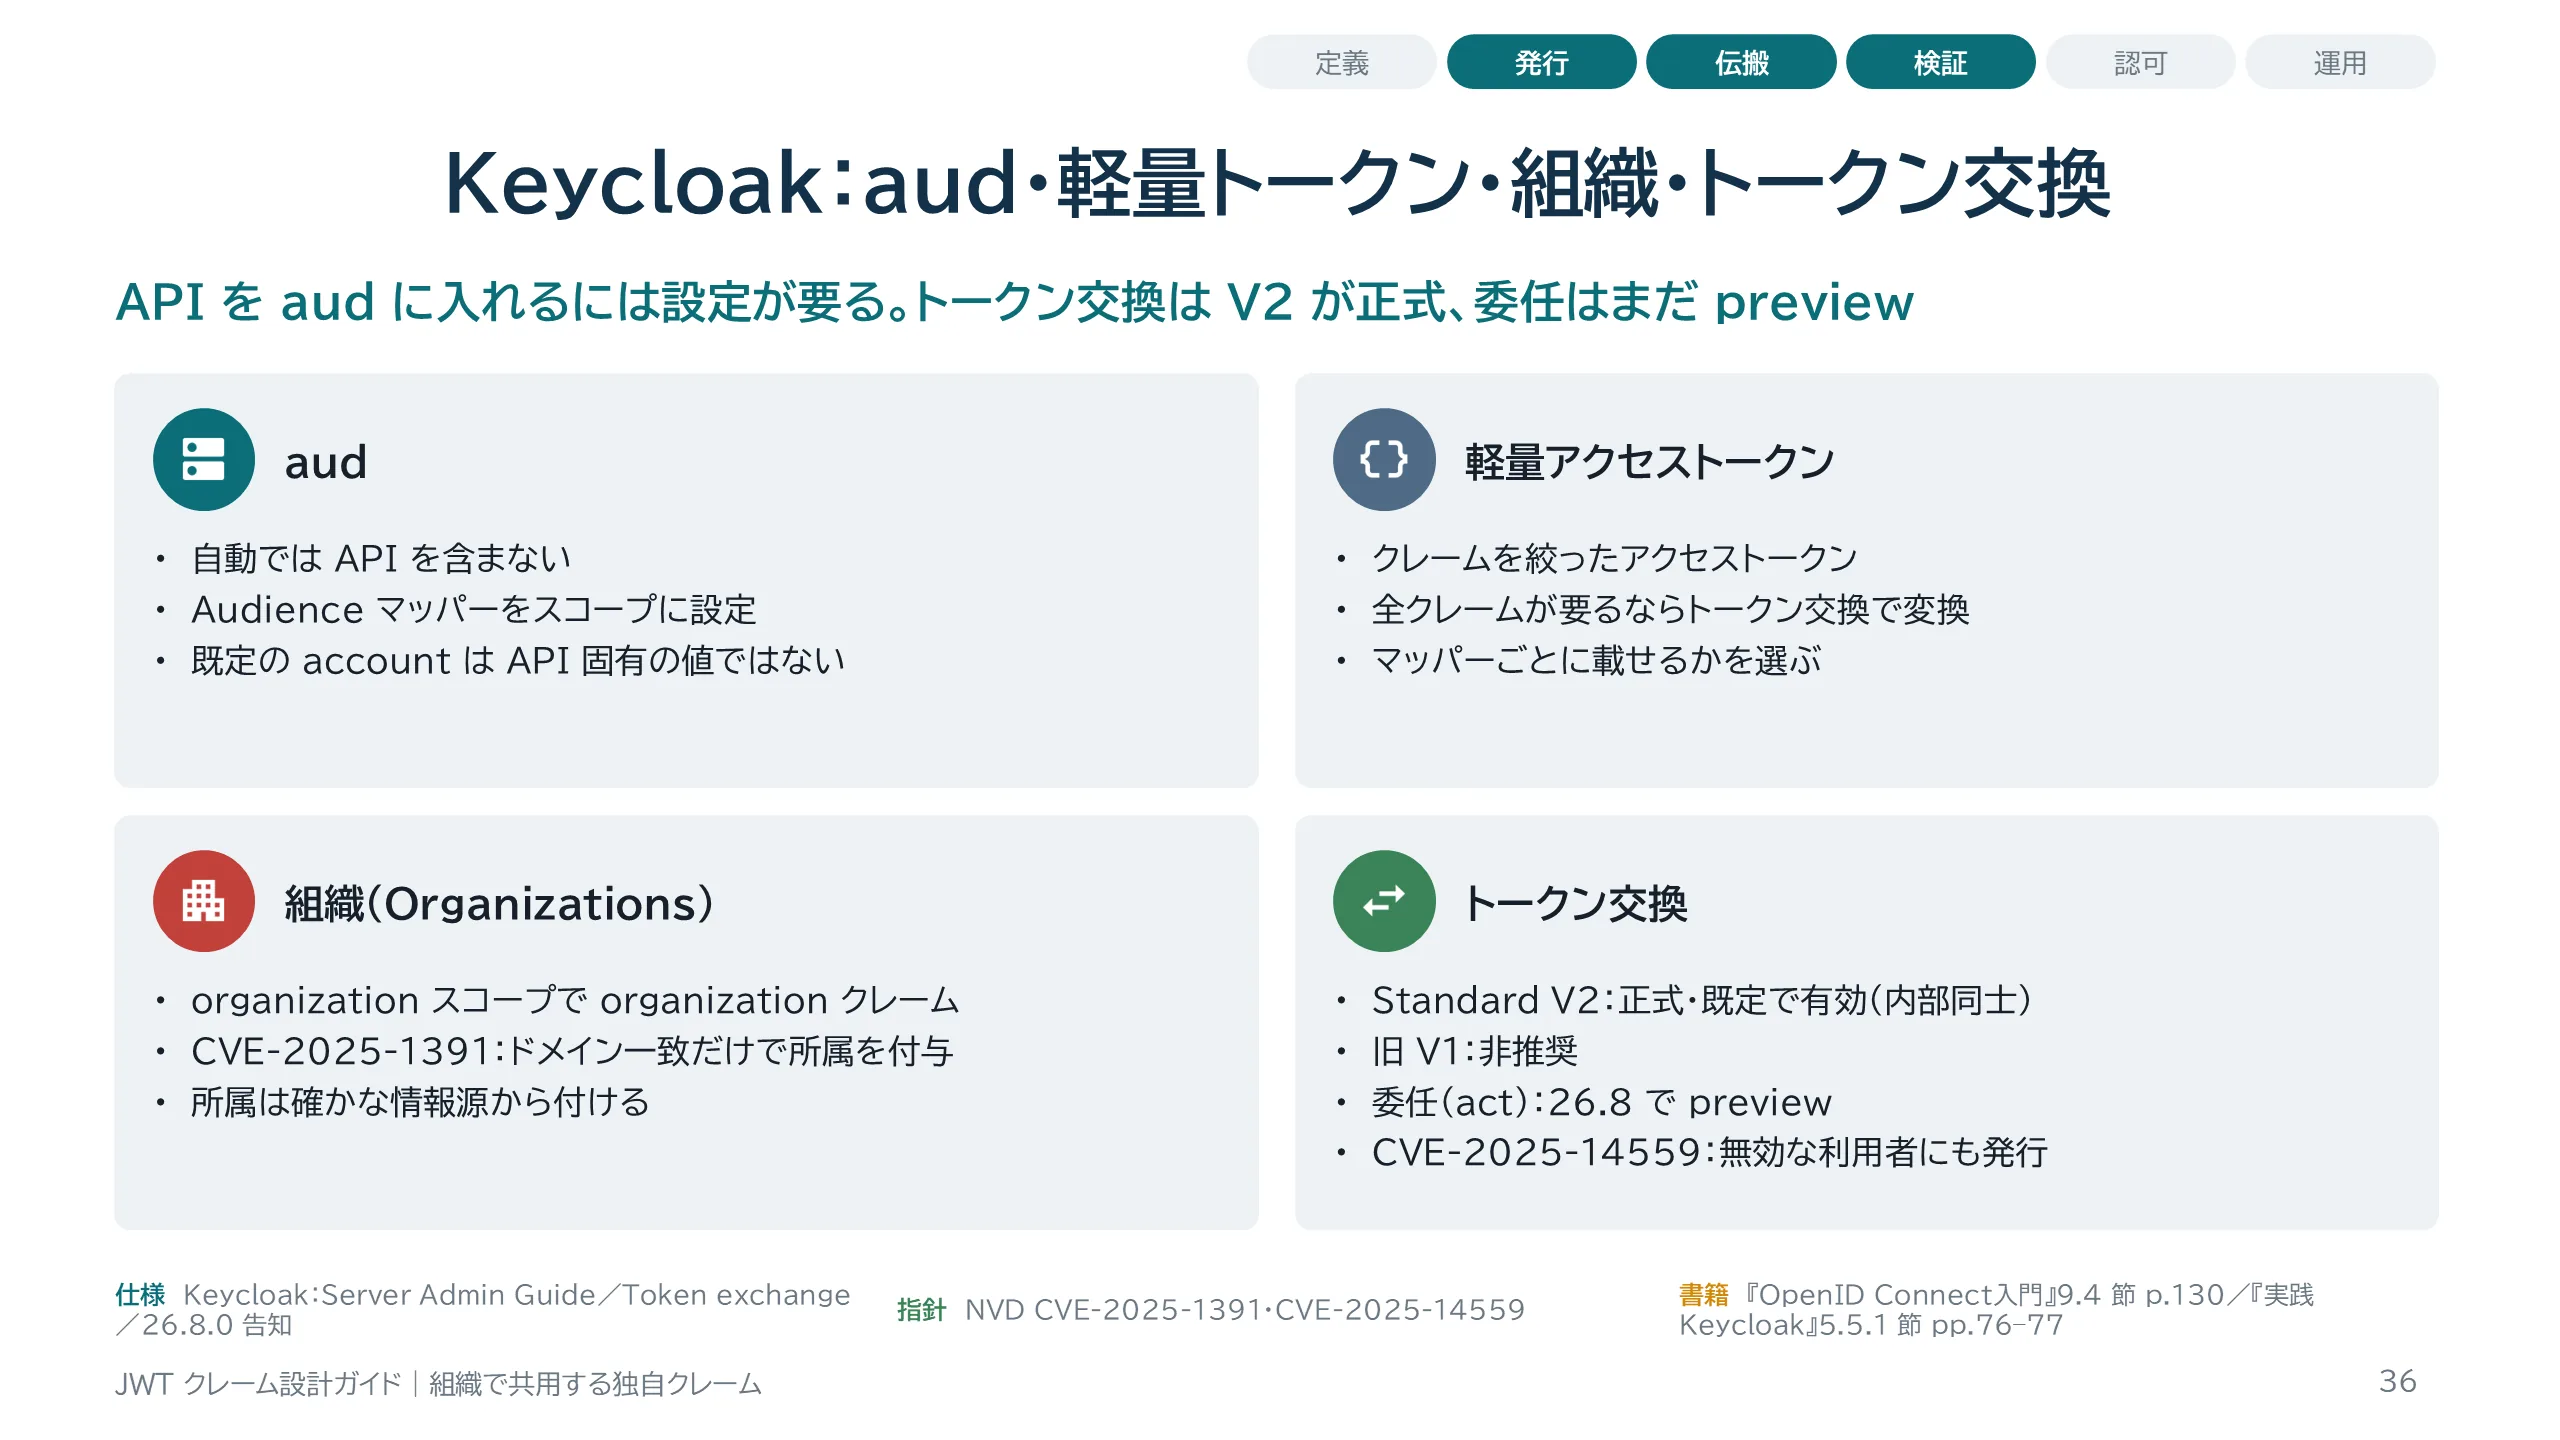 定義
発行
伝搬
検証
認可
運用
Keycloak：aud・軽量トークン・組織・トークン交換
API を aud に入れるには設定が要る。トークン交換は V2 が正式、委任はまだ preview
aud
・ 自動では API を含まない
・ Audience マッパーをスコープに設定
・ 既定の account は API 固有の値ではない
軽量アクセストークン
・ クレームを絞ったアクセストークン
・ 全クレームが要るならトークン交換で変換
・ マッパーごとに載せるかを選ぶ
組織（Organizations）
・ organization スコープで organization クレーム
・ CVE-2025-1391：ドメイン一致だけで所属を付与
・ 所属は確かな情報源から付ける
トークン交換
・ Standard V2：正式・既定で有効（内部同士）
・ 旧 V1：非推奨
・ 委任（act）：26.8 で preview
・ CVE-2025-14559：無効な利用者にも発行
仕様 Keycloak：Server Admin Guide／Token exchange
／26.8.0 告知
指針 NVD CVE-2025-1391・CVE-2025-14559
書籍 『OpenID Connect入門』9.4 節 p.130／『実践
Keycloak』5.5.1 節 pp.76–77
JWT クレーム設計ガイド｜組織で共用する独自クレーム
36